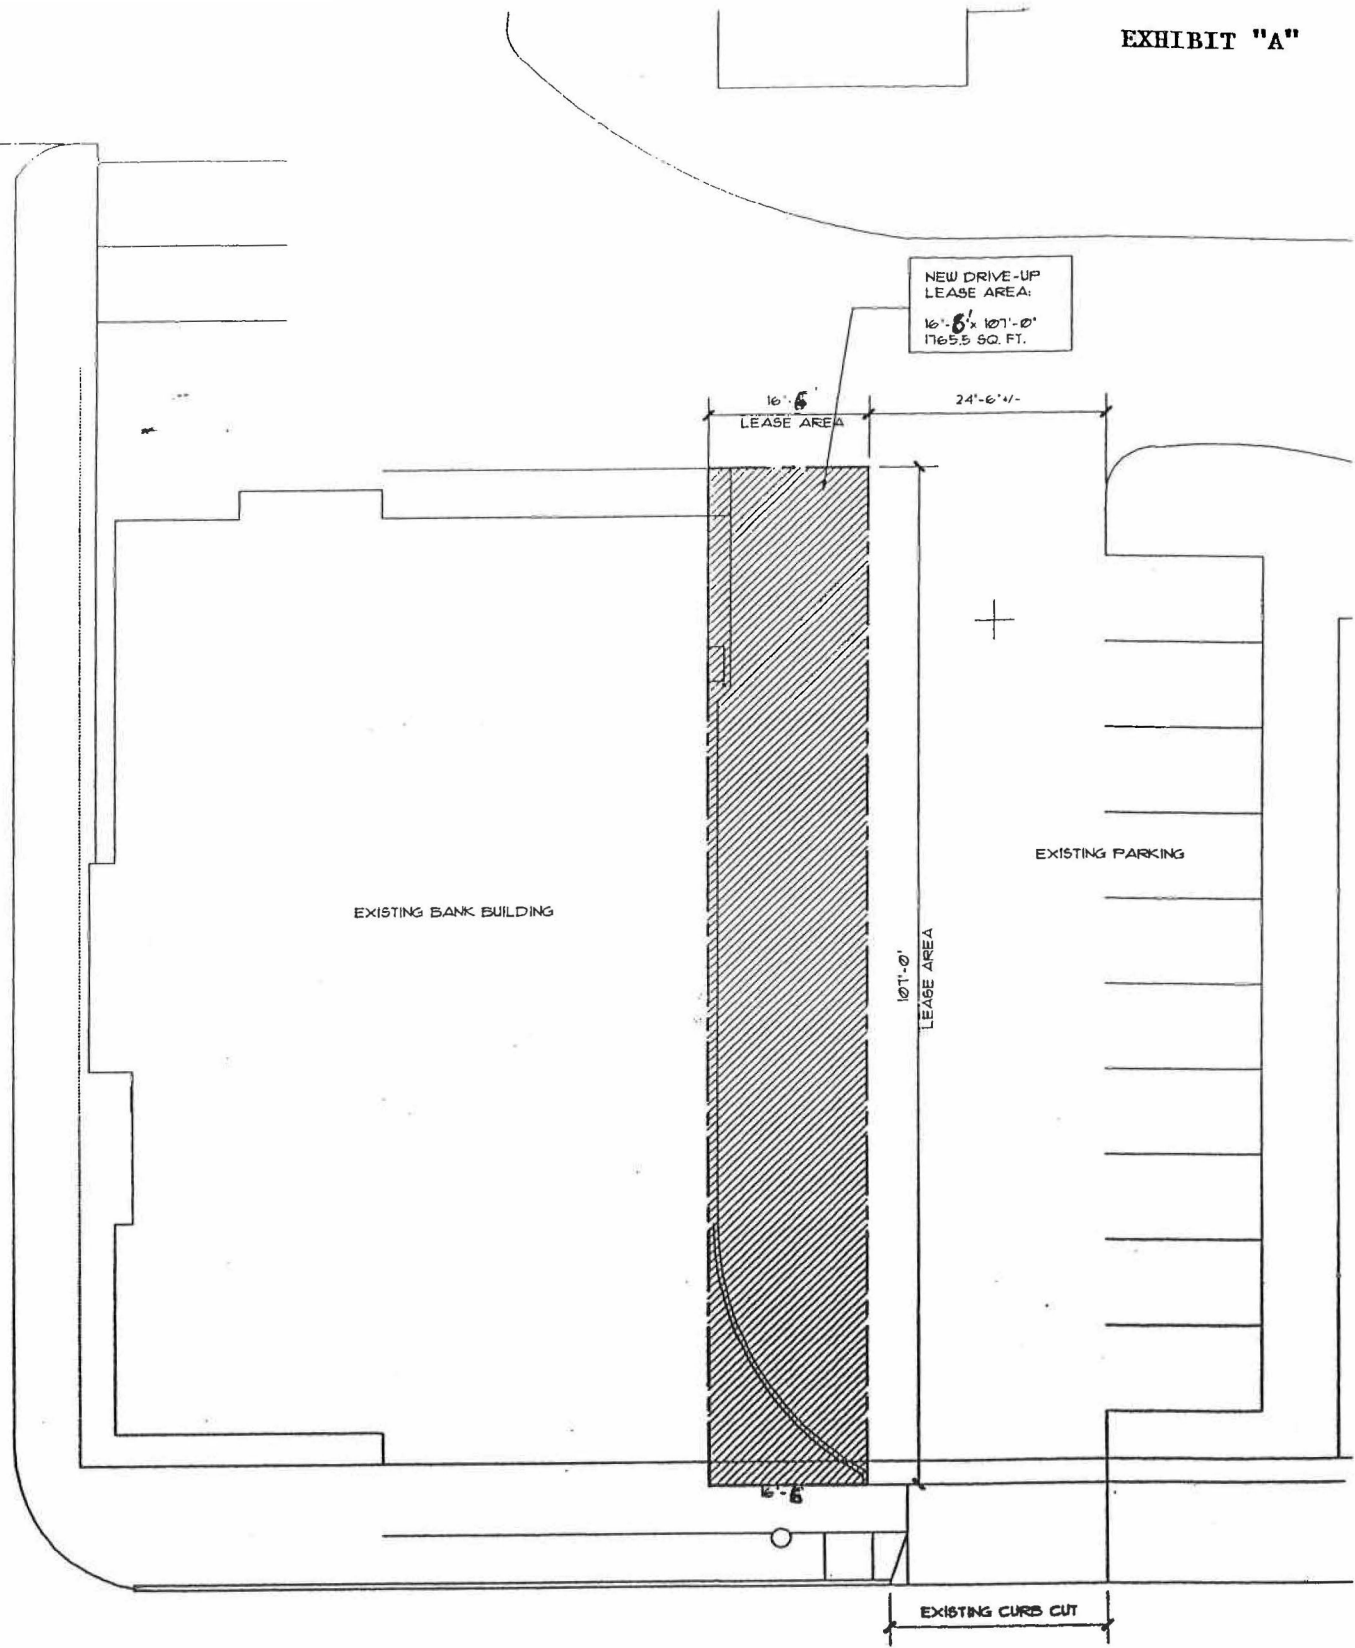 EXHIBIT "A"
NEW DRIVE-UP
LEASE AREA:
16'-6' x 107'-0'
1765.5 SQ. FT.
16'-6'
LEASE AREA
24'-6'+/-
EXISTING PARKING
EXISTING BANK BUILDING
107'-0'
LEASE AREA
16'-6'
EXISTING CURB CUT